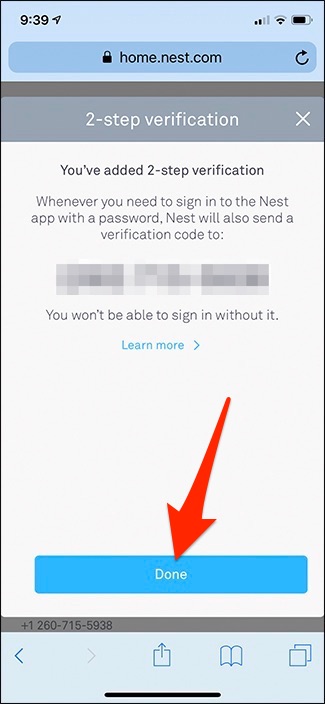 9:39
home.nest.com
2-step verification
You've added 2-step verification
Whenever you need to sign in to the Nest
app with a password, Nest will also send a
verification code to:
You won't be able to sign in without it.
Learn more
Done
+1 260-715-5938